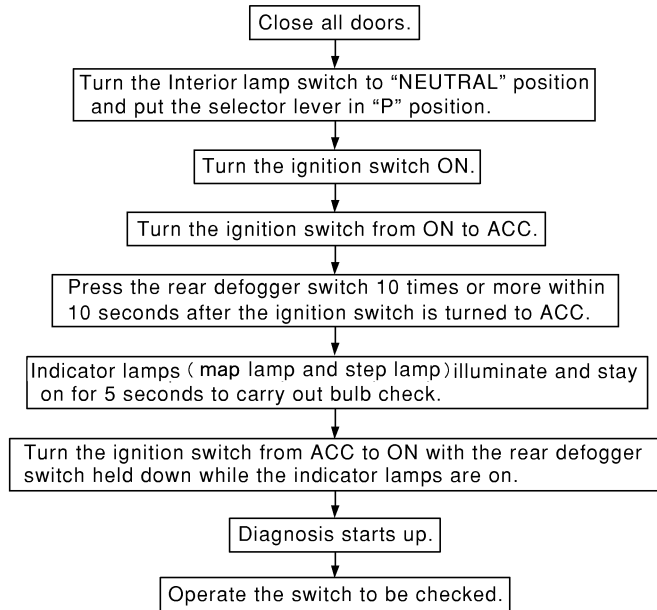 Close all doors.
Turn the Interior lamp switch to “NEUTRAL” position
and put the selector lever in “P” position.
Turn the ignition switch ON.
Turn the ignition switch from ON to ACC.
Press the rear defogger switch 10 times or more within
10 seconds after the ignition switch is turned to ACC.
Indicator lamps (map lamp and step lamp) illuminate and stay
on for 5 seconds to carry out bulb check.
Turn the ignition switch from ACC to ON with the rear defogger
switch held down while the indicator lamps are on.
Diagnosis starts up.
Operate the switch to be checked.